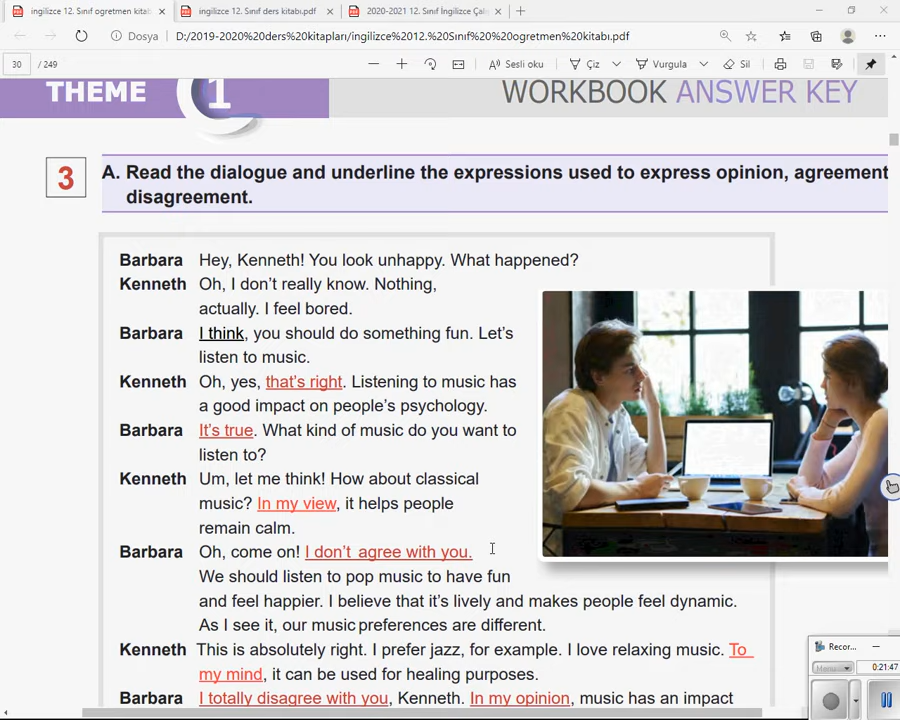 ingilizce 12. Sınıf ogretmen kitab
ingilizce 12. Sınıf ders kitabı.pdf
2020-2021 12. Sınıf İngilizce Çalı
Dosya
D:/2019-2020%20ders%20kitapları/ingilizce%2012.%20Sınıf%20%20ogretmen%20kitabı.pdf
30 / 249
Sesli oku
Çiz
Vurgula
Sil
THEME 1
WORKBOOK ANSWER KEY
3
A. Read the dialogue and underline the expressions used to express opinion, agreement
disagreement.
Barbara Hey, Kenneth! You look unhappy. What happened?
Kenneth Oh, I don’t really know. Nothing,
actually. I feel bored.
Barbara I think, you should do something fun. Let’s
listen to music.
Kenneth Oh, yes, that’s right. Listening to music has
a good impact on people’s psychology.
Barbara It’s true. What kind of music do you want to
listen to?
Kenneth Um, let me think! How about classical
music? In my view, it helps people
remain calm.
Barbara Oh, come on! I don’t agree with you.
We should listen to pop music to have fun
and feel happier. I believe that it’s lively and makes people feel dynamic.
As I see it, our music preferences are different.
Kenneth This is absolutely right. I prefer jazz, for example. I love relaxing music. To
my mind, it can be used for healing purposes.
Barbara I totally disagree with you, Kenneth. In my opinion, music has an impact
Recor...
Menu
0:21:47